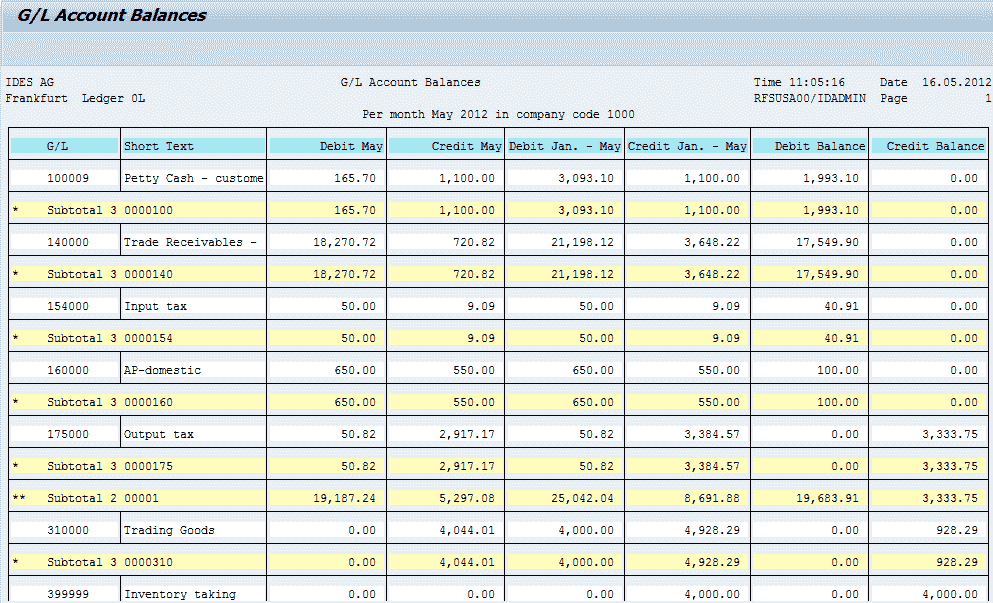 G/L Account Balances
IDES AG G/L Account Balances Time 11:05:16 Date 16.05.2012
Frankfurt Ledger 0L RFSUSA00/IDADMIN Page 1
Per month May 2012 in company code 1000
G/L Short Text Debit May Credit May Debit Jan. - May Credit Jan. - May Debit Balance Credit Balance
100009 Petty Cash - custome 165.70 1,100.00 3,093.10 1,100.00 1,993.10 0.00
* Subtotal 3 0000100 165.70 1,100.00 3,093.10 1,100.00 1,993.10 0.00
140000 Trade Receivables - 18,270.72 720.82 21,198.12 3,648.22 17,549.90 0.00
* Subtotal 3 0000140 18,270.72 720.82 21,198.12 3,648.22 17,549.90 0.00
154000 Input tax 50.00 9.09 50.00 9.09 40.91 0.00
* Subtotal 3 0000154 50.00 9.09 50.00 9.09 40.91 0.00
160000 AP-domestic 650.00 550.00 650.00 550.00 100.00 0.00
* Subtotal 3 0000160 650.00 550.00 650.00 550.00 100.00 0.00
175000 Output tax 50.82 2,917.17 50.82 3,384.57 0.00 3,333.75
* Subtotal 3 0000175 50.82 2,917.17 50.82 3,384.57 0.00 3,333.75
** Subtotal 2 00001 19,187.24 5,297.08 25,042.04 8,691.88 19,683.91 3,333.75
310000 Trading Goods 0.00 4,044.01 4,000.00 4,928.29 0.00 928.29
* Subtotal 3 0000310 0.00 4,044.01 4,000.00 4,928.29 0.00 928.29
399999 Inventory taking 0.00 0.00 0.00 4,000.00 0.00 4,000.00